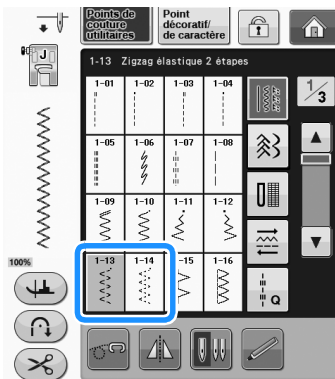 Points de
couture
utilitaires
Point
décoratif/
de caractère
J
1-13 Zigzag élastique 2 étapes
1-01 1-02 1-03 1-04
1/3
1-05 1-06 1-07 1-08
1-09 1-10 1-11 1-12
100%
1-13 1-14 -15 1-16
Q